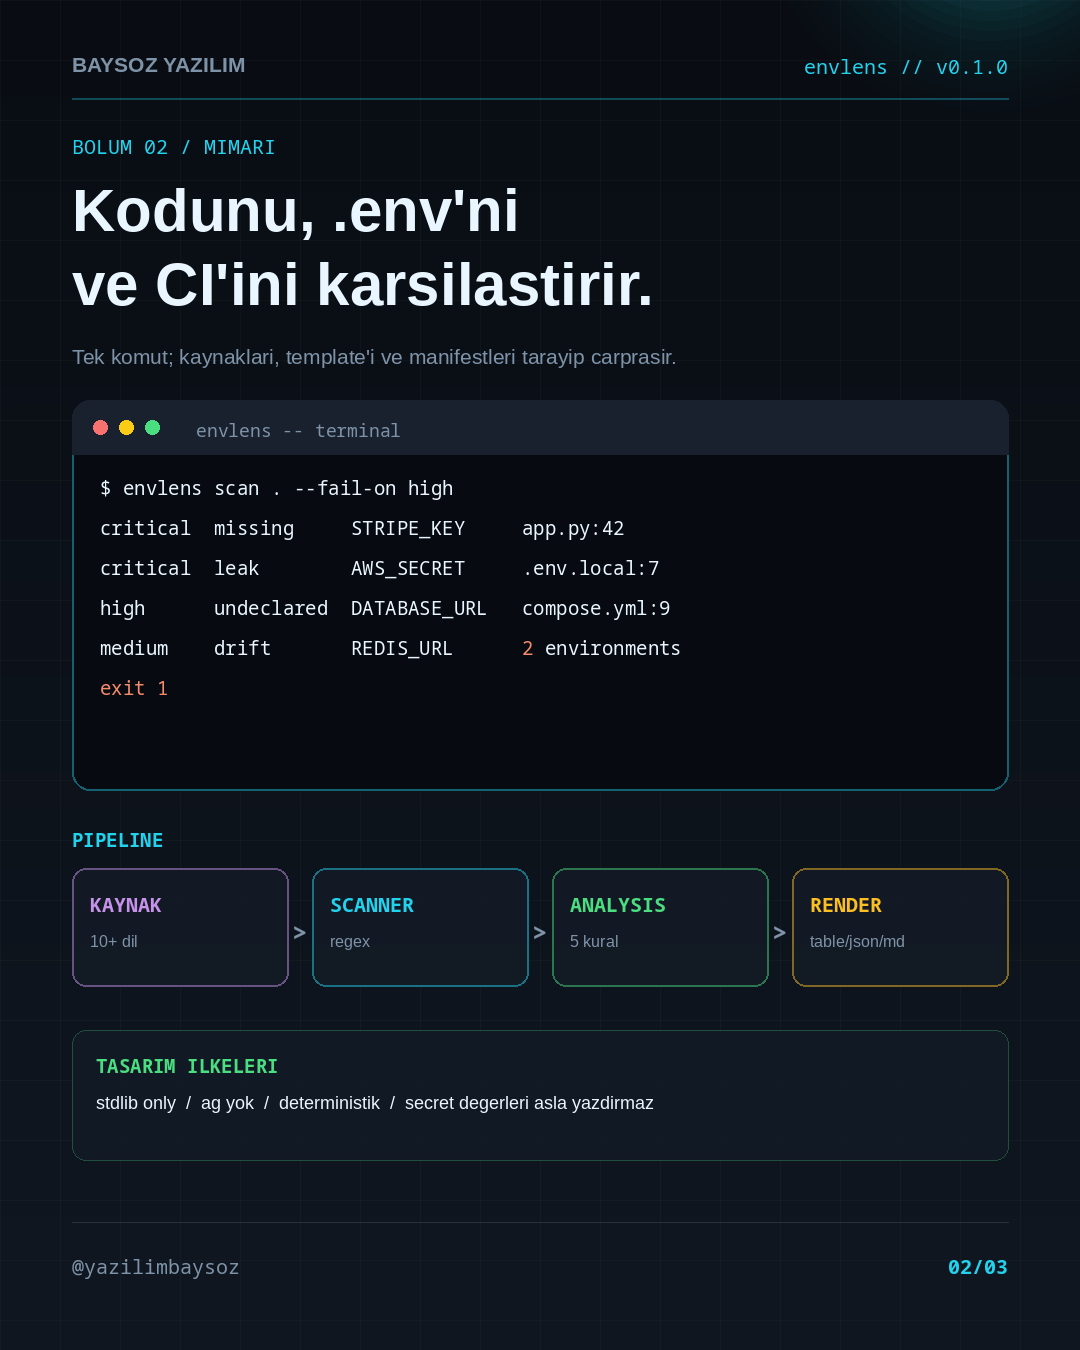 BAYSOZ YAZILIM
envlens // v0.1.0
BOLUM 02 / MIMARI
Kodunu, .env'ni
ve CI'ini karsilastirir.
Tek komut; kaynaklari, template'i ve manifestleri tarayip carprasir.
envlens -- terminal
$ envlens scan . --fail-on high
critical missing STRIPE_KEY app.py:42
critical leak AWS_SECRET .env.local:7
high undeclared DATABASE_URL compose.yml:9
medium drift REDIS_URL 2 environments
exit 1
PIPELINE
KAYNAK
10+ dil
>
SCANNER
regex
>
ANALYSIS
5 kural
>
RENDER
table/json/md
TASARIM ILKELERI
stdlib only / ag yok / deterministik / secret degerleri asla yazdirmaz
@yazilimbaysoz
02/03